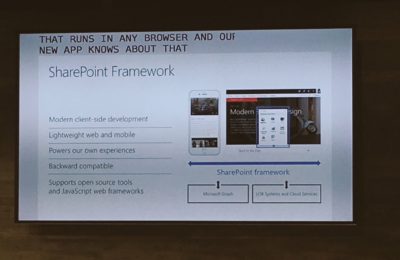 THAT RUNS IN ANY BROWSER AND OUR
NEW APP KNOWS ABOUT THAT
SharePoint Framework
Modern client-side development
Lightweight web and mobile
Powers our own experiences
Backward compatible
Supports open source tools
and JavaScript web frameworks
Modern
SharePoint framework
Microsoft Graph
LOB Systems and Cloud Services